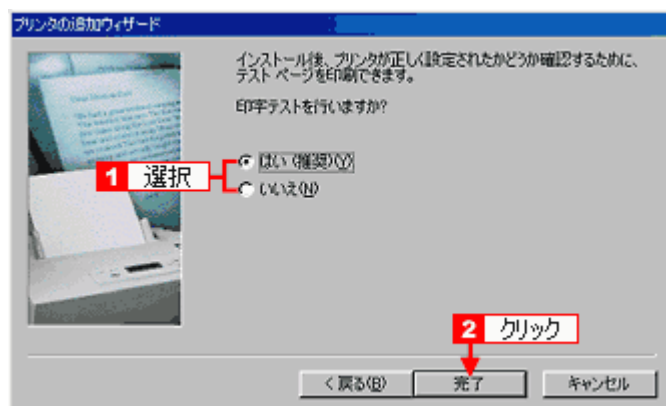 プリンタの追加ウィザード
インストール後、プリンタが正しく設定されたかどうか確認するために、
テスト ページを印刷できます。
印字テストを行いますか?
はい (推奨)(Y)
1 選択
いいえ(N)
2 クリック
< 戻る(B)
完了
キャンセル